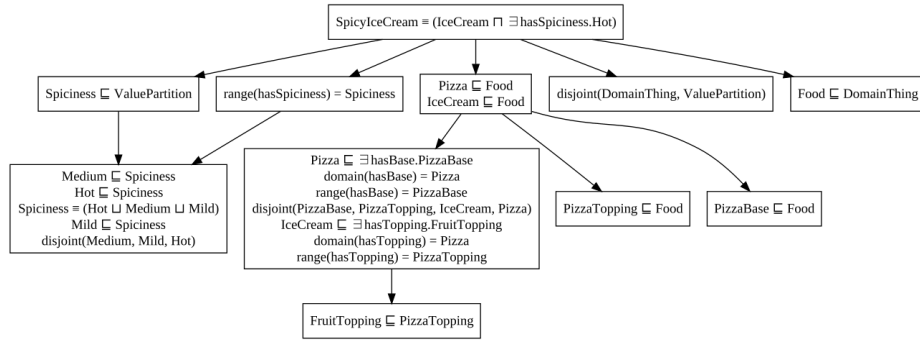 SpicyIceCream ≡ (IceCream ⊓ ∃hasSpiciness.Hot)
Spiciness ⊑ ValuePartition
range(hasSpiciness) = Spiciness
Pizza ⊑ Food
IceCream ⊑ Food
disjoint(DomainThing, ValuePartition)
Food ⊑ DomainThing
Medium ⊑ Spiciness
Hot ⊑ Spiciness
Spiciness ≡ (Hot ⊔ Medium ⊔ Mild)
Mild ⊑ Spiciness
disjoint(Medium, Mild, Hot)
Pizza ⊑ ∃hasBase.PizzaBase
domain(hasBase) = Pizza
range(hasBase) = PizzaBase
disjoint(PizzaBase, PizzaTopping, IceCream, Pizza)
IceCream ⊑ ∃hasTopping.FruitTopping
domain(hasTopping) = Pizza
range(hasTopping) = PizzaTopping
PizzaTopping ⊑ Food
PizzaBase ⊑ Food
FruitTopping ⊑ PizzaTopping